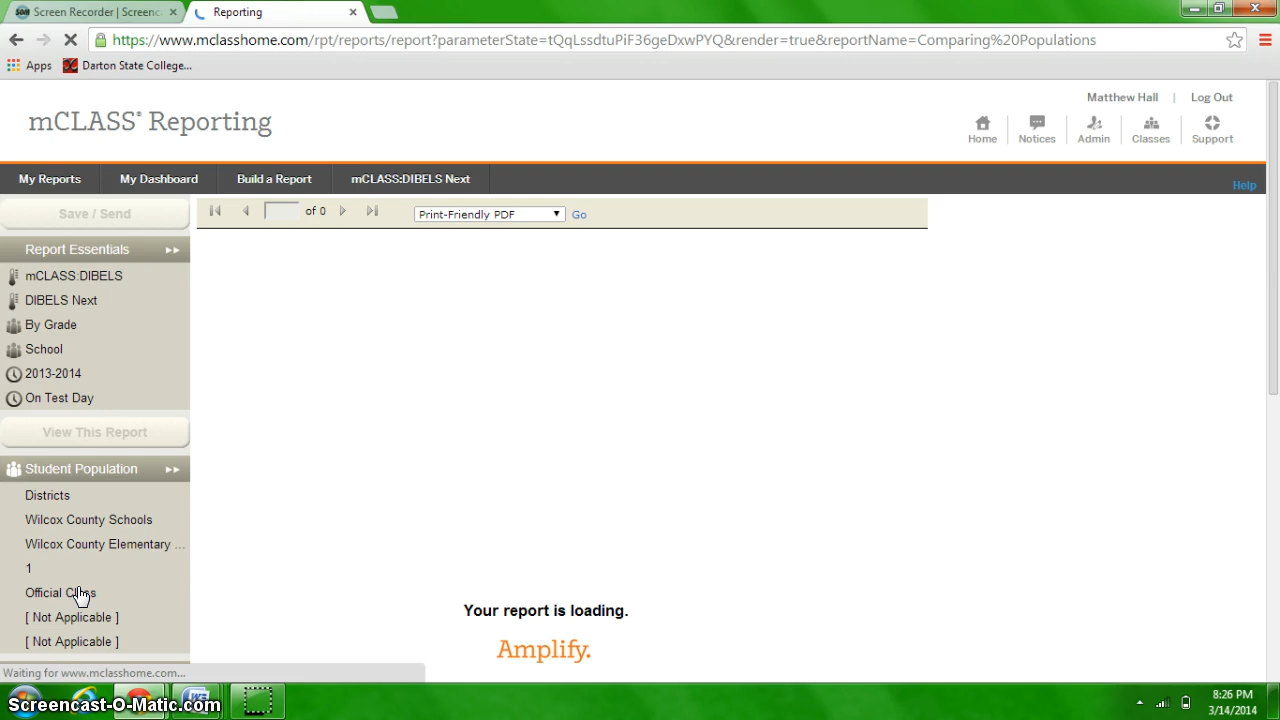 Screen Recorder | Screenc
Reporting
https://www.mclasshome.com/rpt/reports/report?parameterState=tQqLssdtuPiF36geDxwPYQ&render=true&reportName=Comparing%20Populations
Apps Darton State College...
Matthew Hall | Log Out
mCLASS® Reporting
Home Notices Admin Classes Support
My Reports My Dashboard Build a Report mCLASS:DIBELS Next
Help
Save / Send
of 0 Print-Friendly PDF Go
Report Essentials
mCLASS:DIBELS
DIBELS Next
By Grade
School
2013-2014
On Test Day
View This Report
Student Population
Districts
Wilcox County Schools
Wilcox County Elementary ...
1
Official Class
[ Not Applicable ]
[ Not Applicable ]
Your report is loading.
Amplify.
Waiting for www.mclasshome.com...
Screencast-O-Matic.com
8:26 PM
3/14/2014